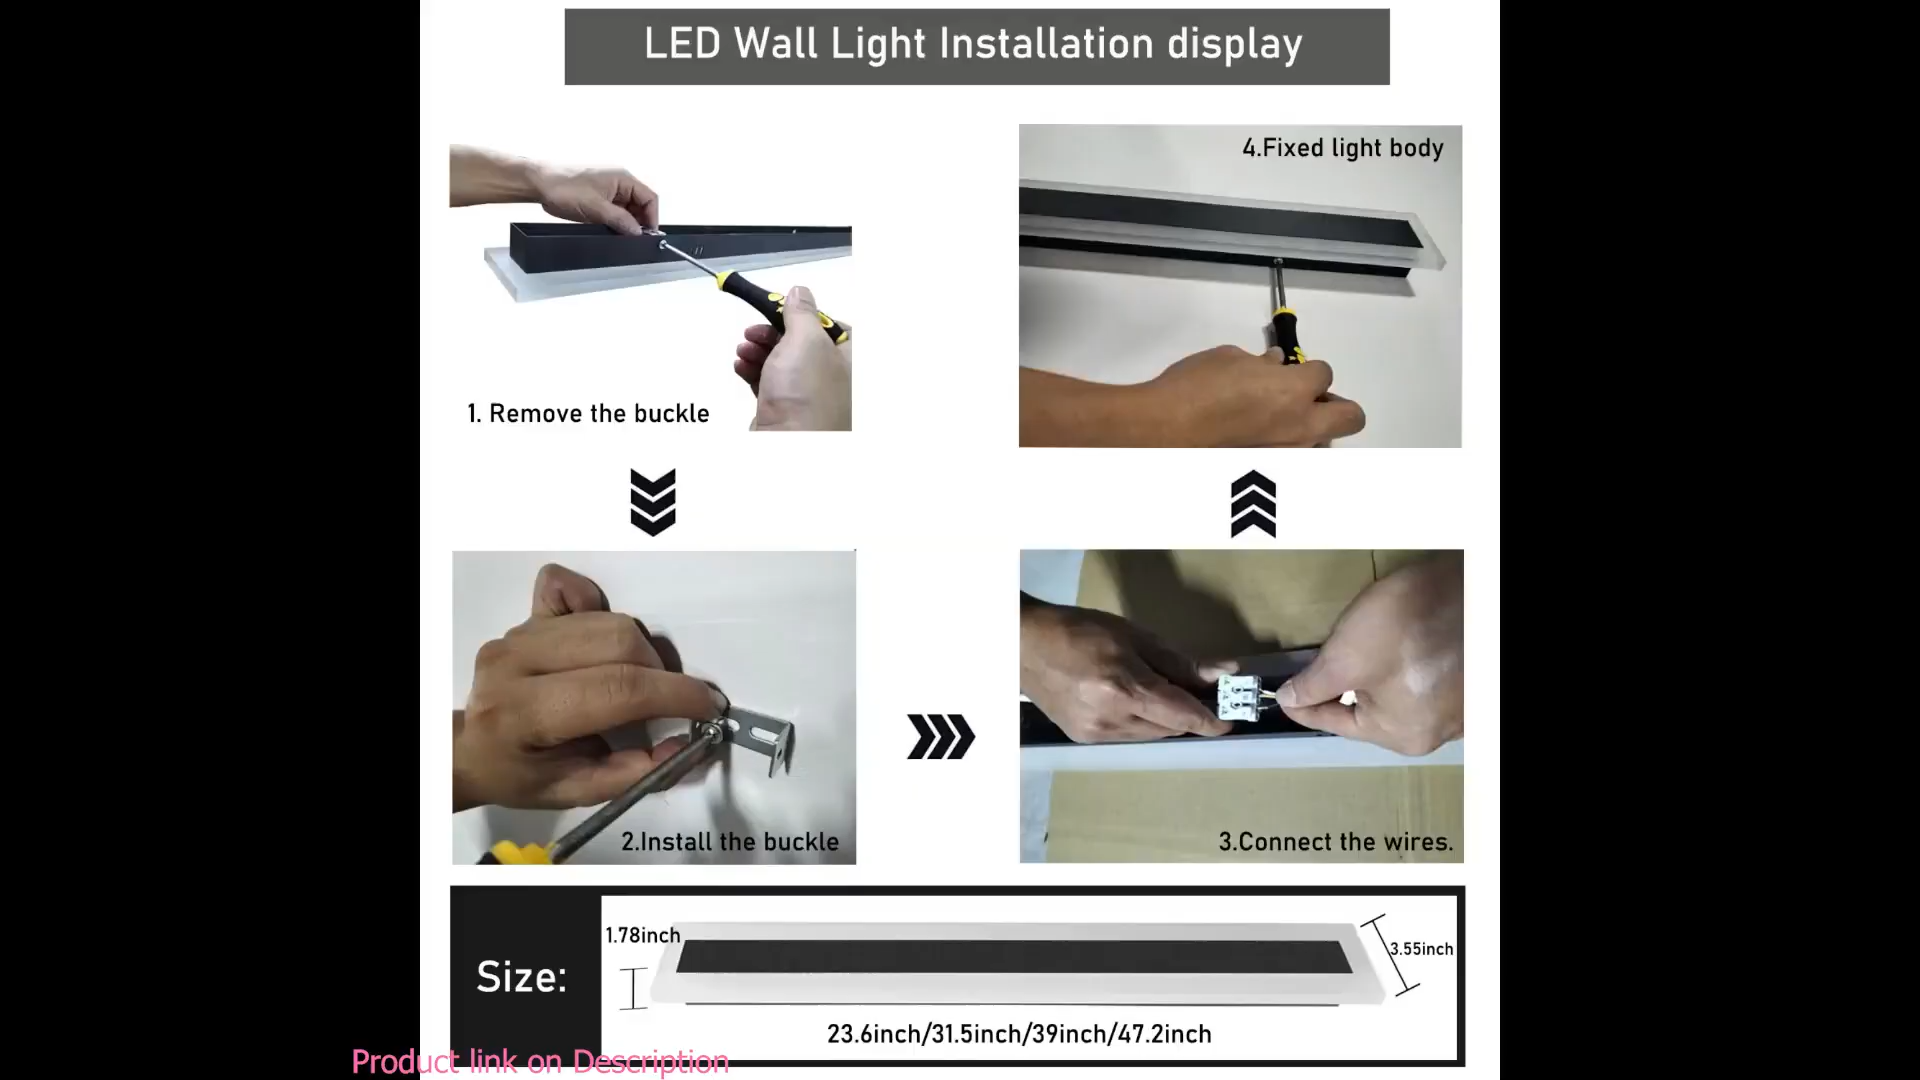 LED Wall Light Installation display
1. Remove the buckle
2.Install the buckle
3.Connect the wires.
4.Fixed light body
Size:
1.78inch
3.55inch
23.6inch/31.5inch/39inch/47.2inch
Product link on Description